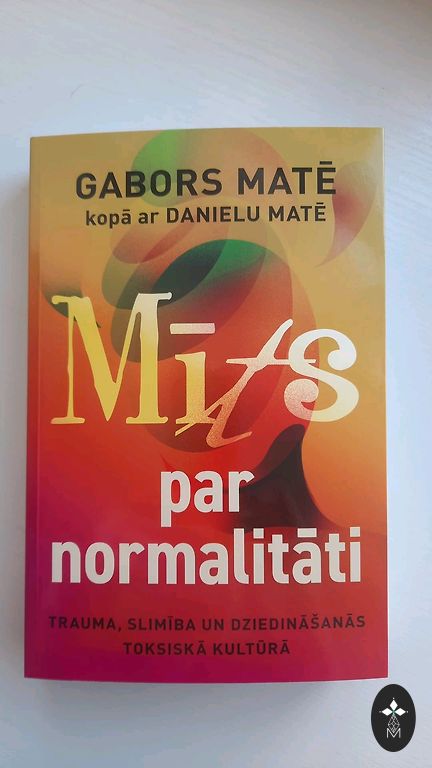 GABORS MATĒ
kopā ar DANIELU MATĒ
Mīts
par
normalitāti
TRAUMA, SLIMĪBA UN DZIEDINĀŠANĀS
TOKSISKĀ KULTŪRĀ
M